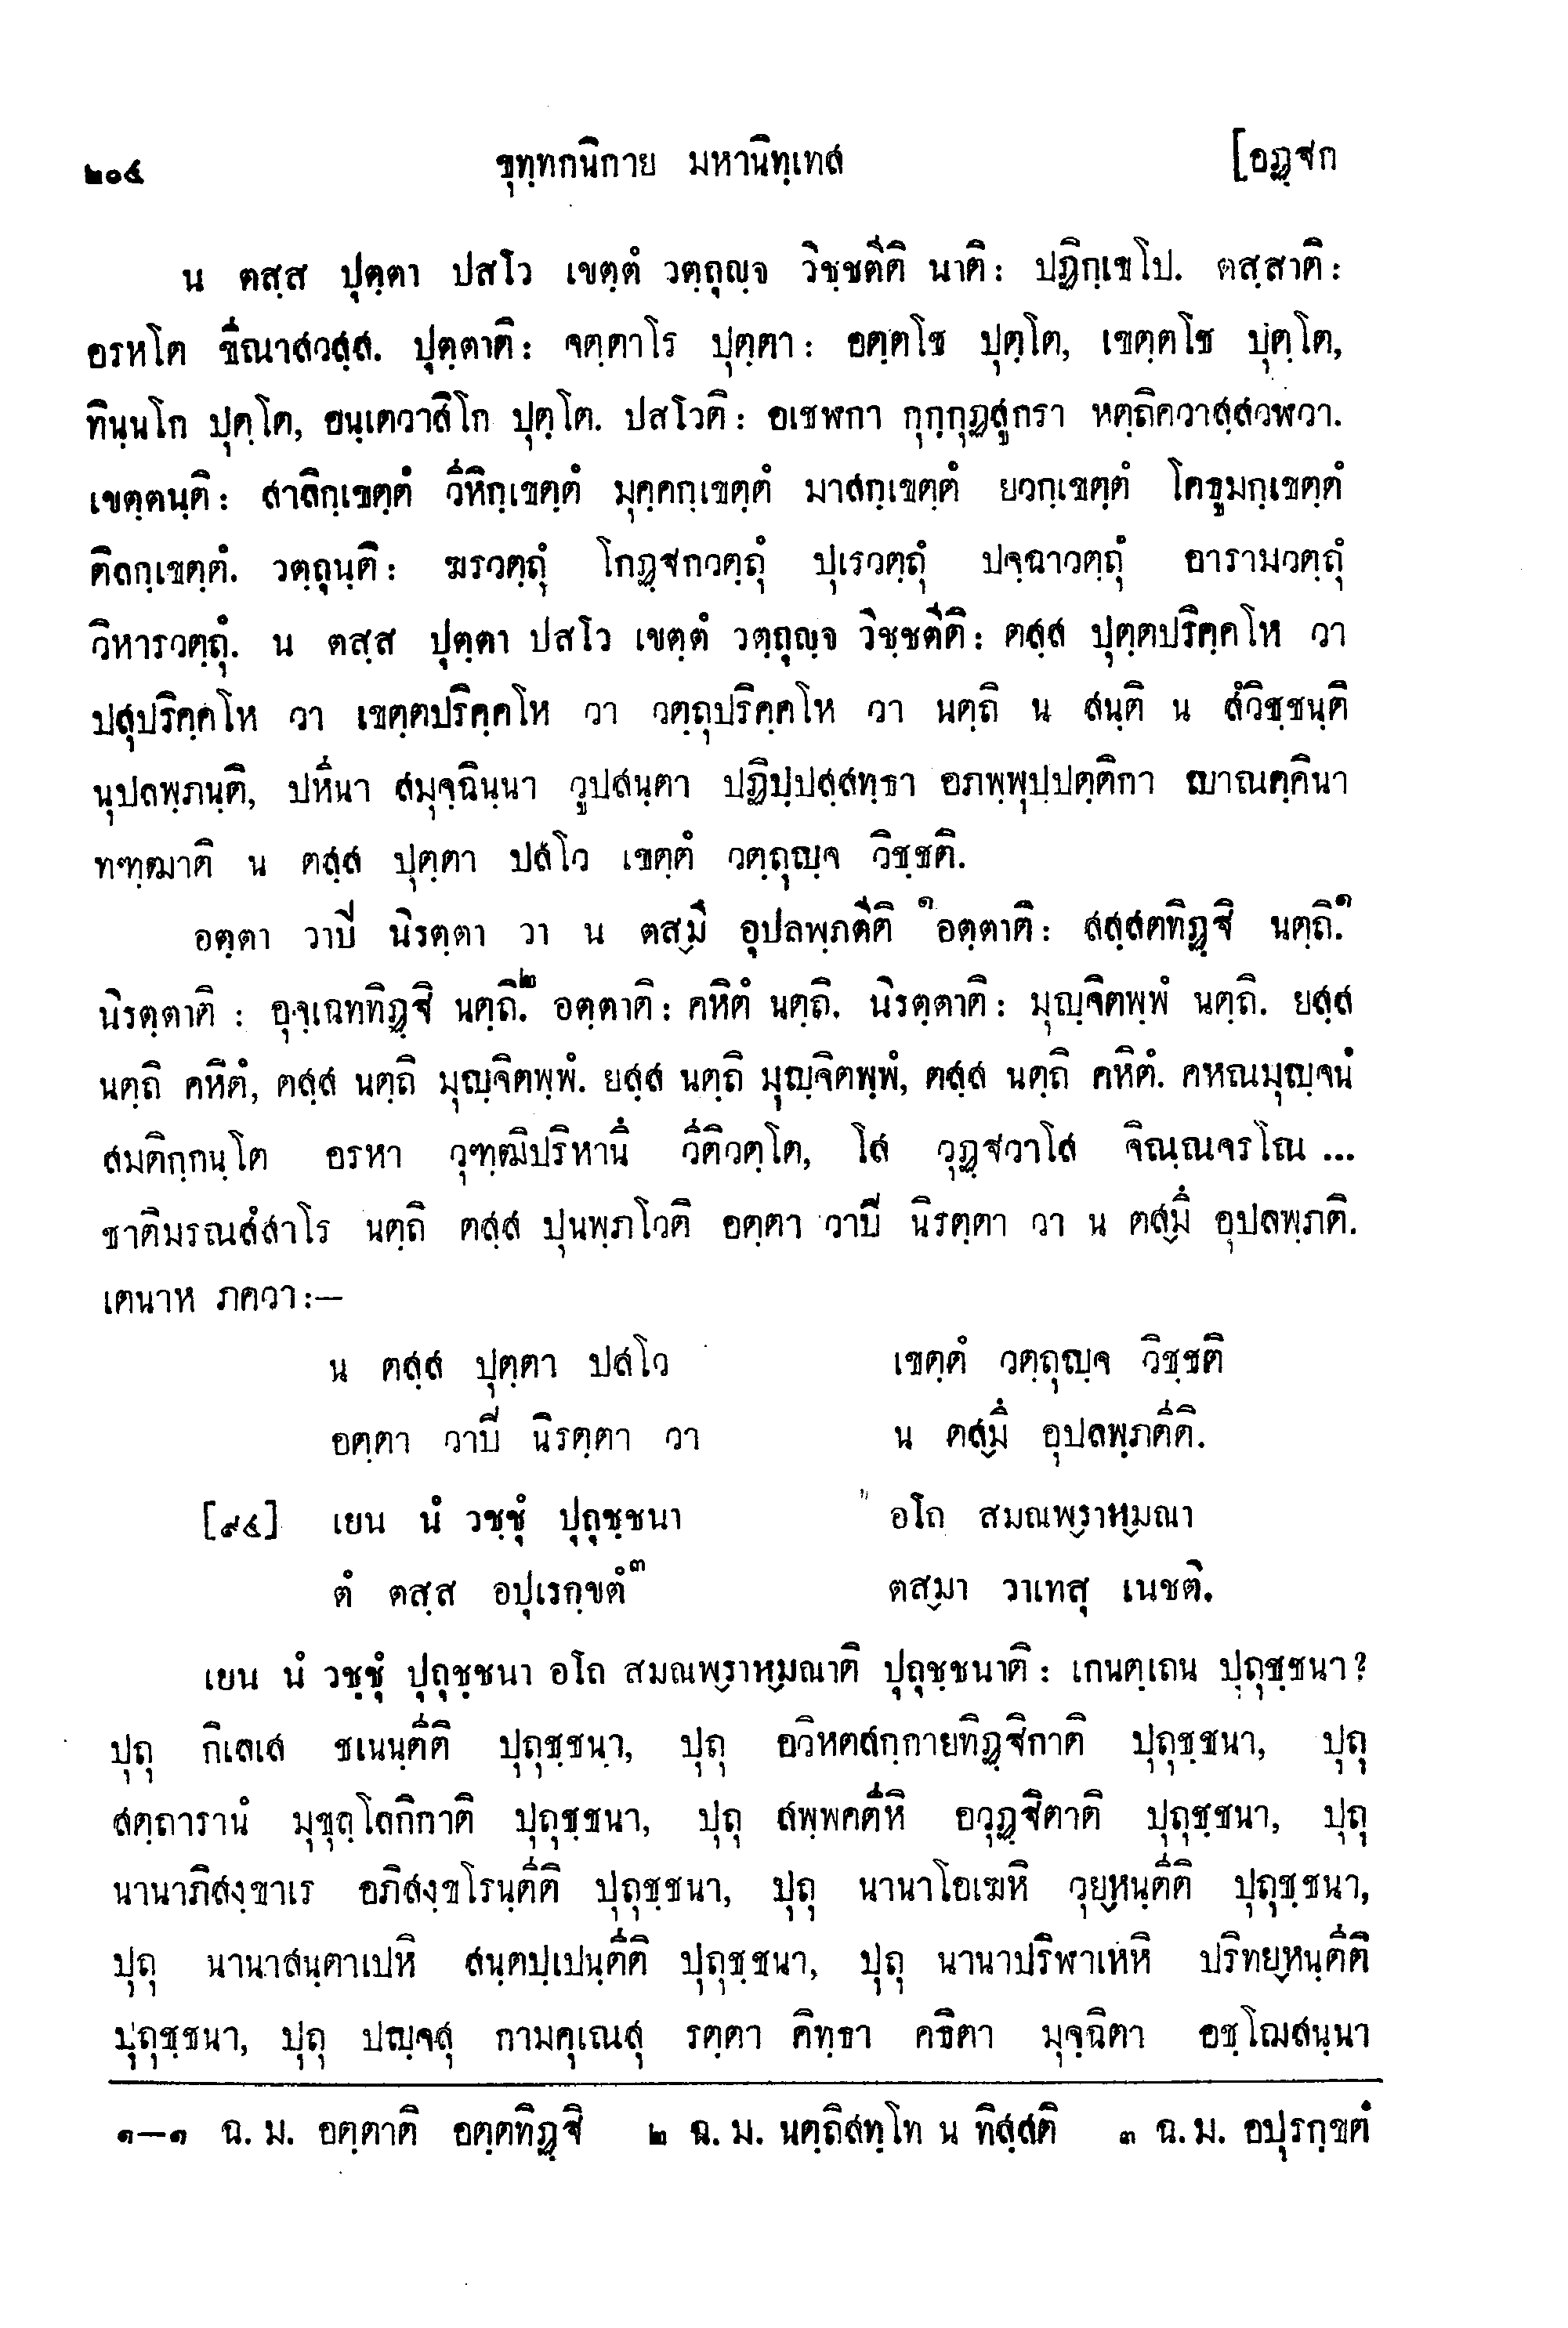 ๒๐๔ ขุทฺทกนิกาย มหานิทฺเทส [อฏฺฐก
น ตสฺส ปุตฺตา ปสโว เขตฺตํ วตฺถุญฺจ วิชฺชตีติ นาติ: ปฏิกฺเขโป. ตสฺสาติ:
อรหโต ขีณาสวสฺส. ปุตฺตาติ: จตฺตาโร ปุตฺตา: อตฺตโช ปุตฺโต, เขตฺตโช ปุตฺโต,
ทินฺนโก ปุตฺโต, อนฺเตวาสิโก ปุตฺโต. ปสโวติ: อเชฬกา กุกฺกุฏสูกรา หตฺถิควาสฺสวฬวา.
เขตฺตนฺติ: สาลิกฺเขตฺตํ วีหิกฺเขตฺตํ มุคฺคกฺเขตฺตํ มาสกฺเขตฺตํ ยวกฺเขตฺตํ โคธูมกฺเขตฺตํ
ติลกฺเขตฺตํ. วตฺถุนฺติ: ฆรวตฺถุํ โกฏฺฐกวตฺถุํ ปุเรวตฺถุํ ปจฺฉาวตฺถุํ อารามวตฺถุํ
วิหารวตฺถุํ. น ตสฺส ปุตฺตา ปสโว เขตฺตํ วตฺถุญฺจ วิชฺชตีติ: ตสฺส ปุตฺตปริคฺคโห วา
ปสุปริคฺคโห วา เขตฺตปริคฺคโห วา วตฺถุปริคฺคโห วา นตฺถิ น สนฺติ น สํวิชฺชนฺติ
นุปลพฺภนฺติ, ปหีนา สมุจฺฉินฺนา วูปสนฺตา ปฏิปฺปสฺสทฺธา อภพฺพุปฺปตฺติกา ญาณคฺคินา
ทฑฺฒาติ น ตสฺส ปุตฺตา ปสโว เขตฺตํ วตฺถุญฺจ วิชฺชติ.
อตฺตา วาปี นิรตฺตา วา น ตสฺมึ อุปลพฺภตีติ ๑อตฺตาติ: สสฺสตทิฏฺฐิ นตฺถิ.๑
นิรตฺตาติ : อุจฺเฉททิฏฺฐิ นตฺถิ.๒ อตฺตาติ: คหิตํ นตฺถิ. นิรตฺตาติ: มุญฺจิตพฺพํ นตฺถิ. ยสฺส
นตฺถิ คหิตํ, ตสฺส นตฺถิ มุญฺจิตพฺพํ. ยสฺส นตฺถิ มุญฺจิตพฺพํ, ตสฺส นตฺถิ คหิตํ. คหณมุญฺจนํ
สมติกฺกนฺโต อรหา วุฑฺฒิปริหานึ วีติวตฺโต, โส วุฏฺฐวาโส จิณฺณจรโณ ...
ชาติมรณสํสาโร นตฺถิ ตสฺส ปุนพฺภโวติ อตฺตา วาปี นิรตฺตา วา น ตสฺมึ อุปลพฺภติ.
เตนาห ภควา:—
น ตสฺส ปุตฺตา ปสโว เขตฺตํ วตฺถุญฺจ วิชฺชติ
อตฺตา วาปี นิรตฺตา วา น ตสฺมึ อุปลพฺภตีติ.
[๙๔] เยน นํ วชฺชุํ ปุถุชฺชนา อโถ สมณพฺราหฺมณา
ตํ ตสฺส อปุเรกฺขตํ๓ ตสฺมา วาเทสุ เนชติ.
เยน นํ วชฺชุํ ปุถุชฺชนา อโถ สมณพฺราหฺมณาติ ปุถุชฺชนาติ: เกนตฺเถน ปุถุชฺชนา?
ปุถุ กิเลเส ชเนนฺตีติ ปุถุชฺชนา, ปุถุ อวิหตสกฺกายทิฏฺฐิกาติ ปุถุชฺชนา, ปุถุ
สตฺถารานํ มุขุลฺโลกิกาติ ปุถุชฺชนา, ปุถุ สพฺพคตีหิ อวุฏฺฐิตาติ ปุถุชฺชนา, ปุถุ
นานาภิสงฺขาเร อภิสงฺขโรนฺตีติ ปุถุชฺชนา, ปุถุ นานาโอเฆหิ วุยฺหนฺตีติ ปุถุชฺชนา,
ปุถุ นานาสนฺตาเปหิ สนฺตปฺเปนฺตีติ ปุถุชฺชนา, ปุถุ นานาปริฬาเหหิ ปริทยฺหนฺตีติ
ปุถุชฺชนา, ปุถุ ปญฺจสุ กามคุเณสุ รตฺตา คิทฺธา คธิตา มุจฺฉิตา อชฺโฌสนฺนา
๑—๑ ฉ. ม. อตฺตาติ อตฺตทิฏฺฐิ ๒ ฉ. ม. นตฺถิสทฺโท น ทิสฺสติ ๓ ฉ. ม. อปุรกฺขตํ